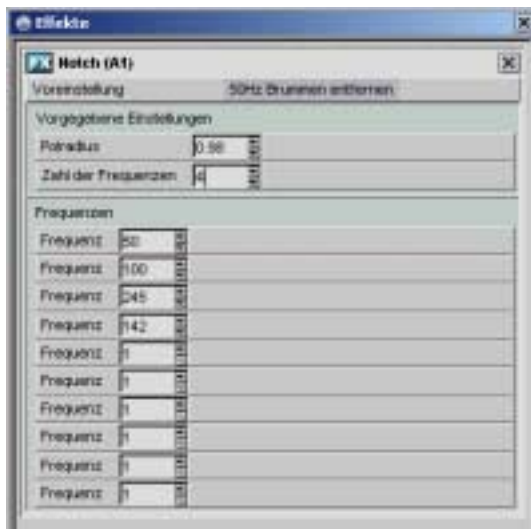 Effekte
FX Notch (A1)
Voreinstellung 50Hz Brummen entfernen
Vorgegebene Einstellungen
Polradius 0.98
Zahl der Frequenzen 4
Frequenzen
Frequenz 50
Frequenz 100
Frequenz 245
Frequenz 142
Frequenz 1
Frequenz 1
Frequenz 1
Frequenz 1
Frequenz 1
Frequenz 1